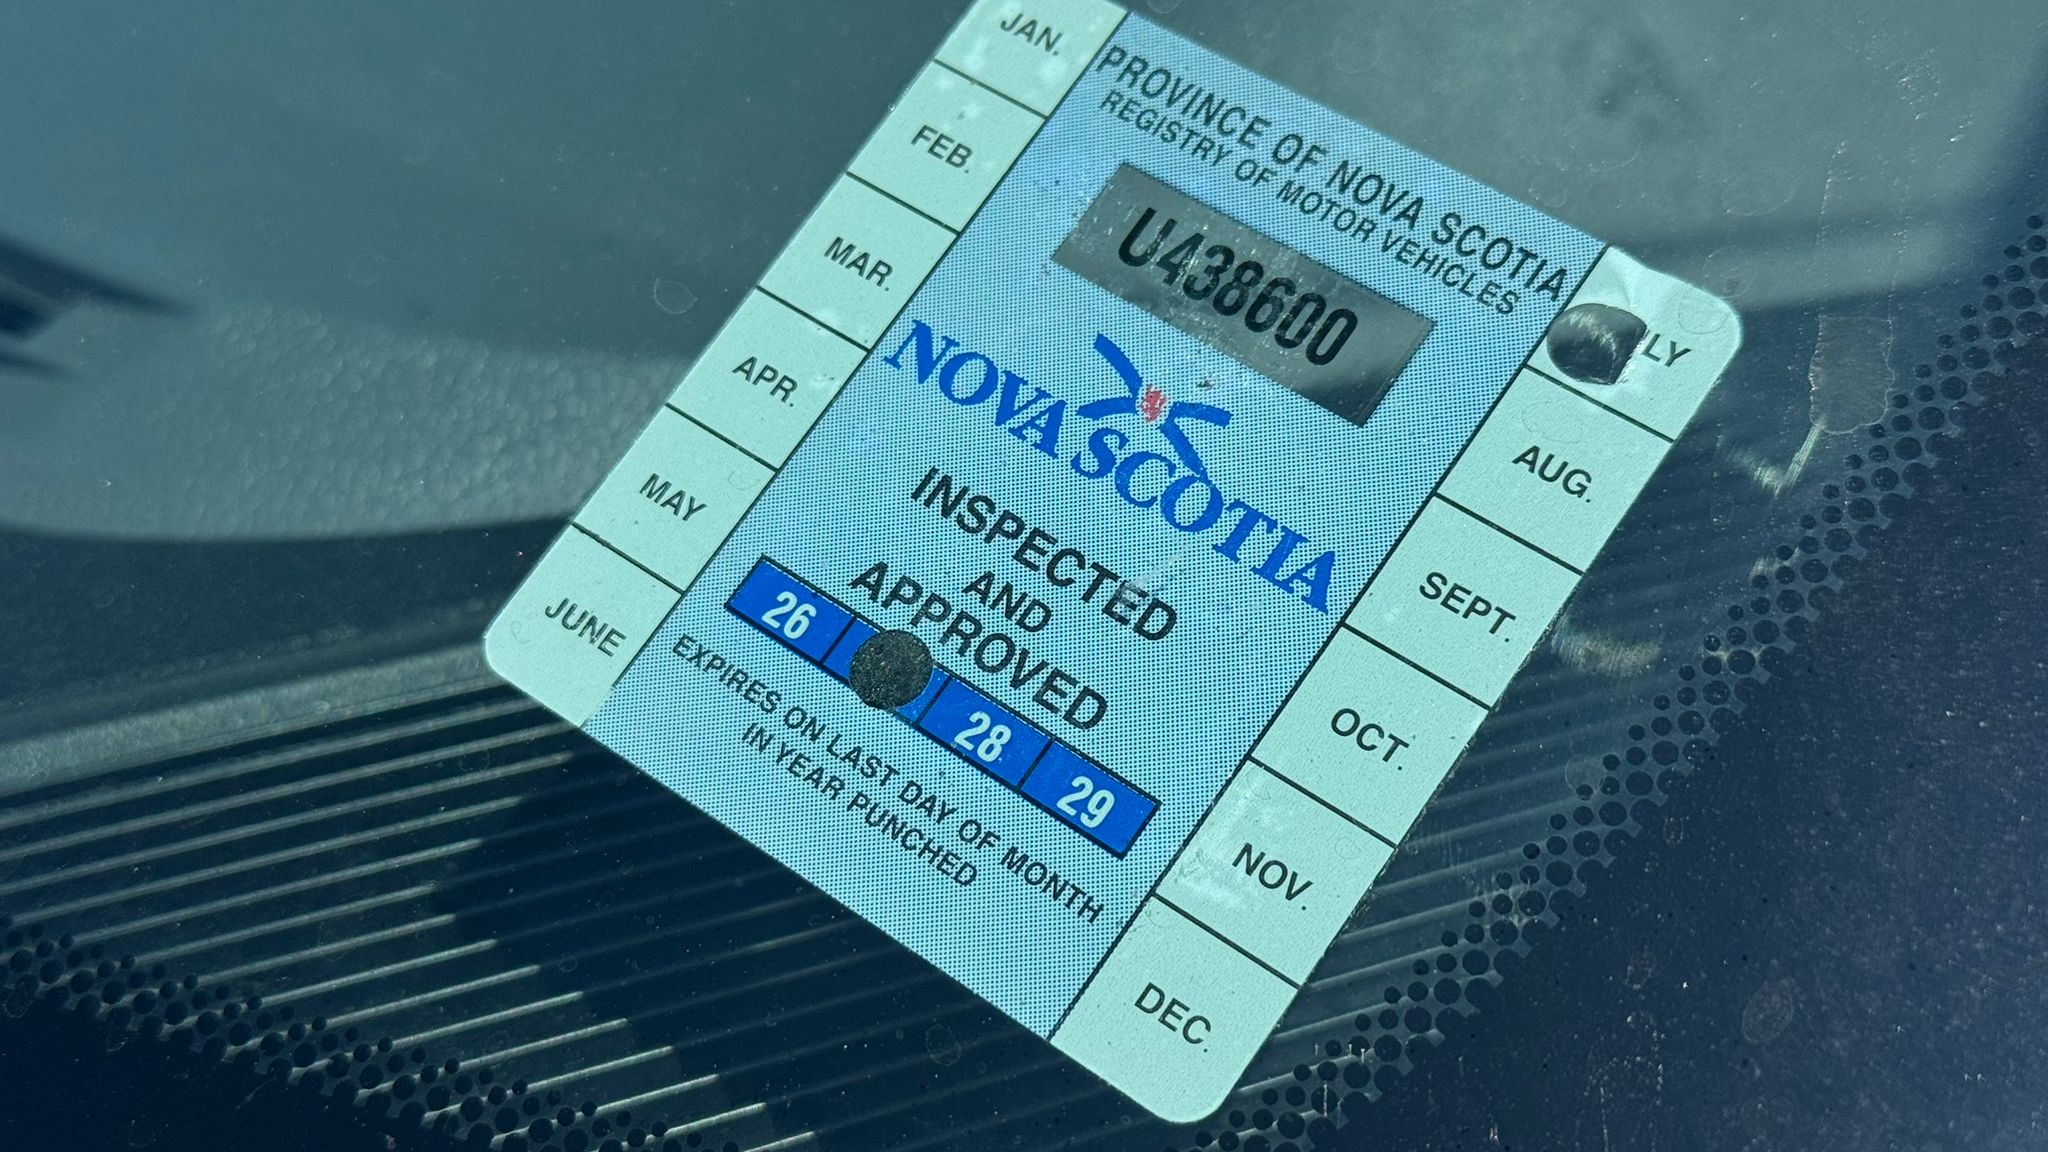 JAN.
FEB.
MAR.
APR.
MAY
JUNE
PROVINCE OF NOVA SCOTIA
REGISTRY OF MOTOR VEHICLES
U438600
NOVA SCOTIA
INSPECTED
AND
APPROVED
26 28 29
EXPIRES ON LAST DAY OF MONTH
IN YEAR PUNCHED
LY
AUG.
SEPT.
OCT.
NOV.
DEC.